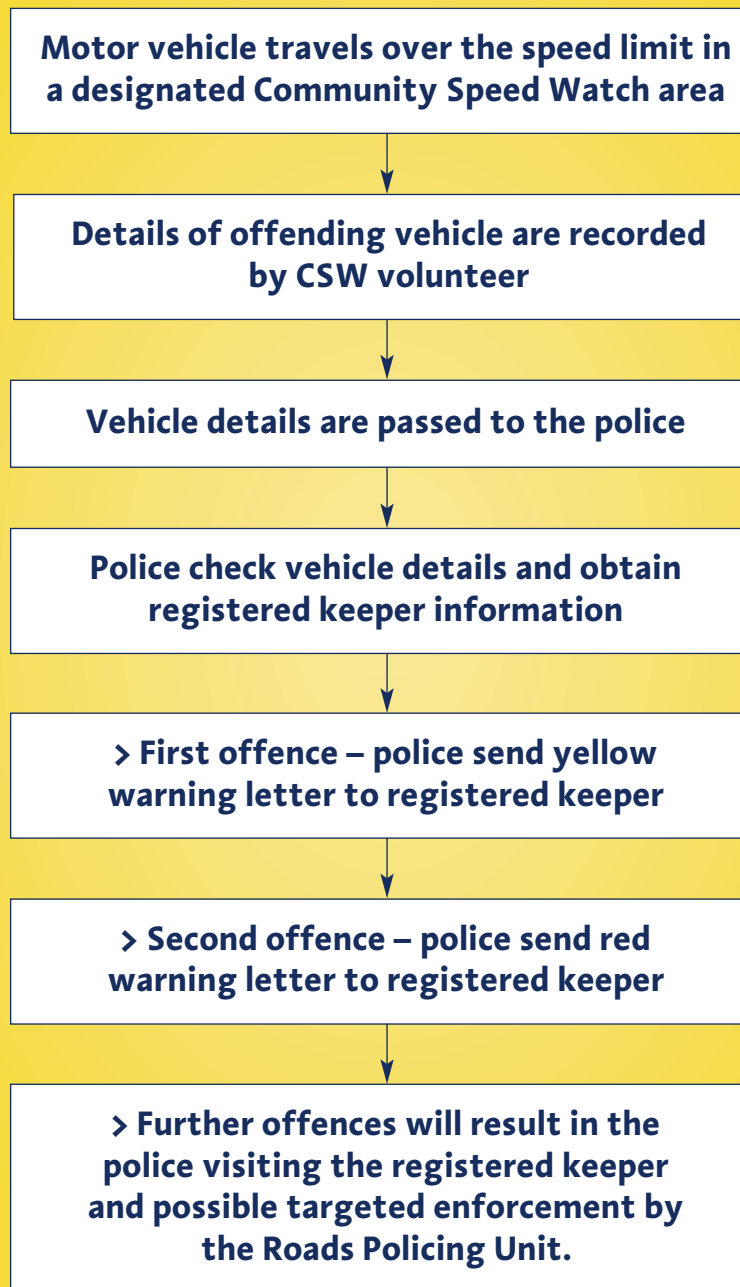 Motor vehicle travels over the speed limit in
a designated Community Speed Watch area
Details of offending vehicle are recorded
by CSW volunteer
Vehicle details are passed to the police
Police check vehicle details and obtain
registered keeper information
> First offence – police send yellow
warning letter to registered keeper
> Second offence – police send red
warning letter to registered keeper
> Further offences will result in the
police visiting the registered keeper
and possible targeted enforcement by
the Roads Policing Unit.